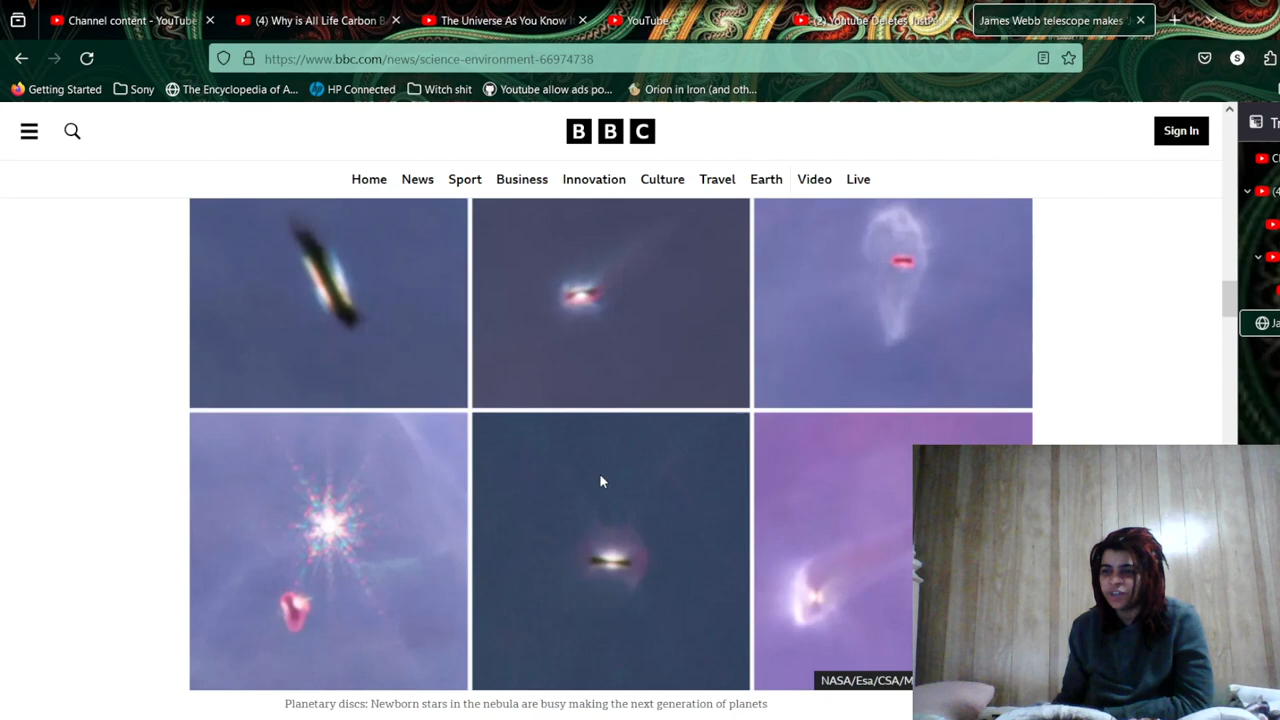 Channel content - YouTube
(4) Why is All Life Carbon B
The Universe As You Know I
YouTube
(2) Youtube Deletes JustPe
James Webb telescope makes 'J
https://www.bbc.com/news/science-environment-66974738
S
Getting Started
Sony
The Encyclopedia of A...
HP Connected
Witch shit
Youtube allow ads po...
Orion in Iron (and oth...
BBC
Sign In
Home News Sport Business Innovation Culture Travel Earth Video Live
NASA/Esa/CSA/M
Planetary discs: Newborn stars in the nebula are busy making the next generation of planets